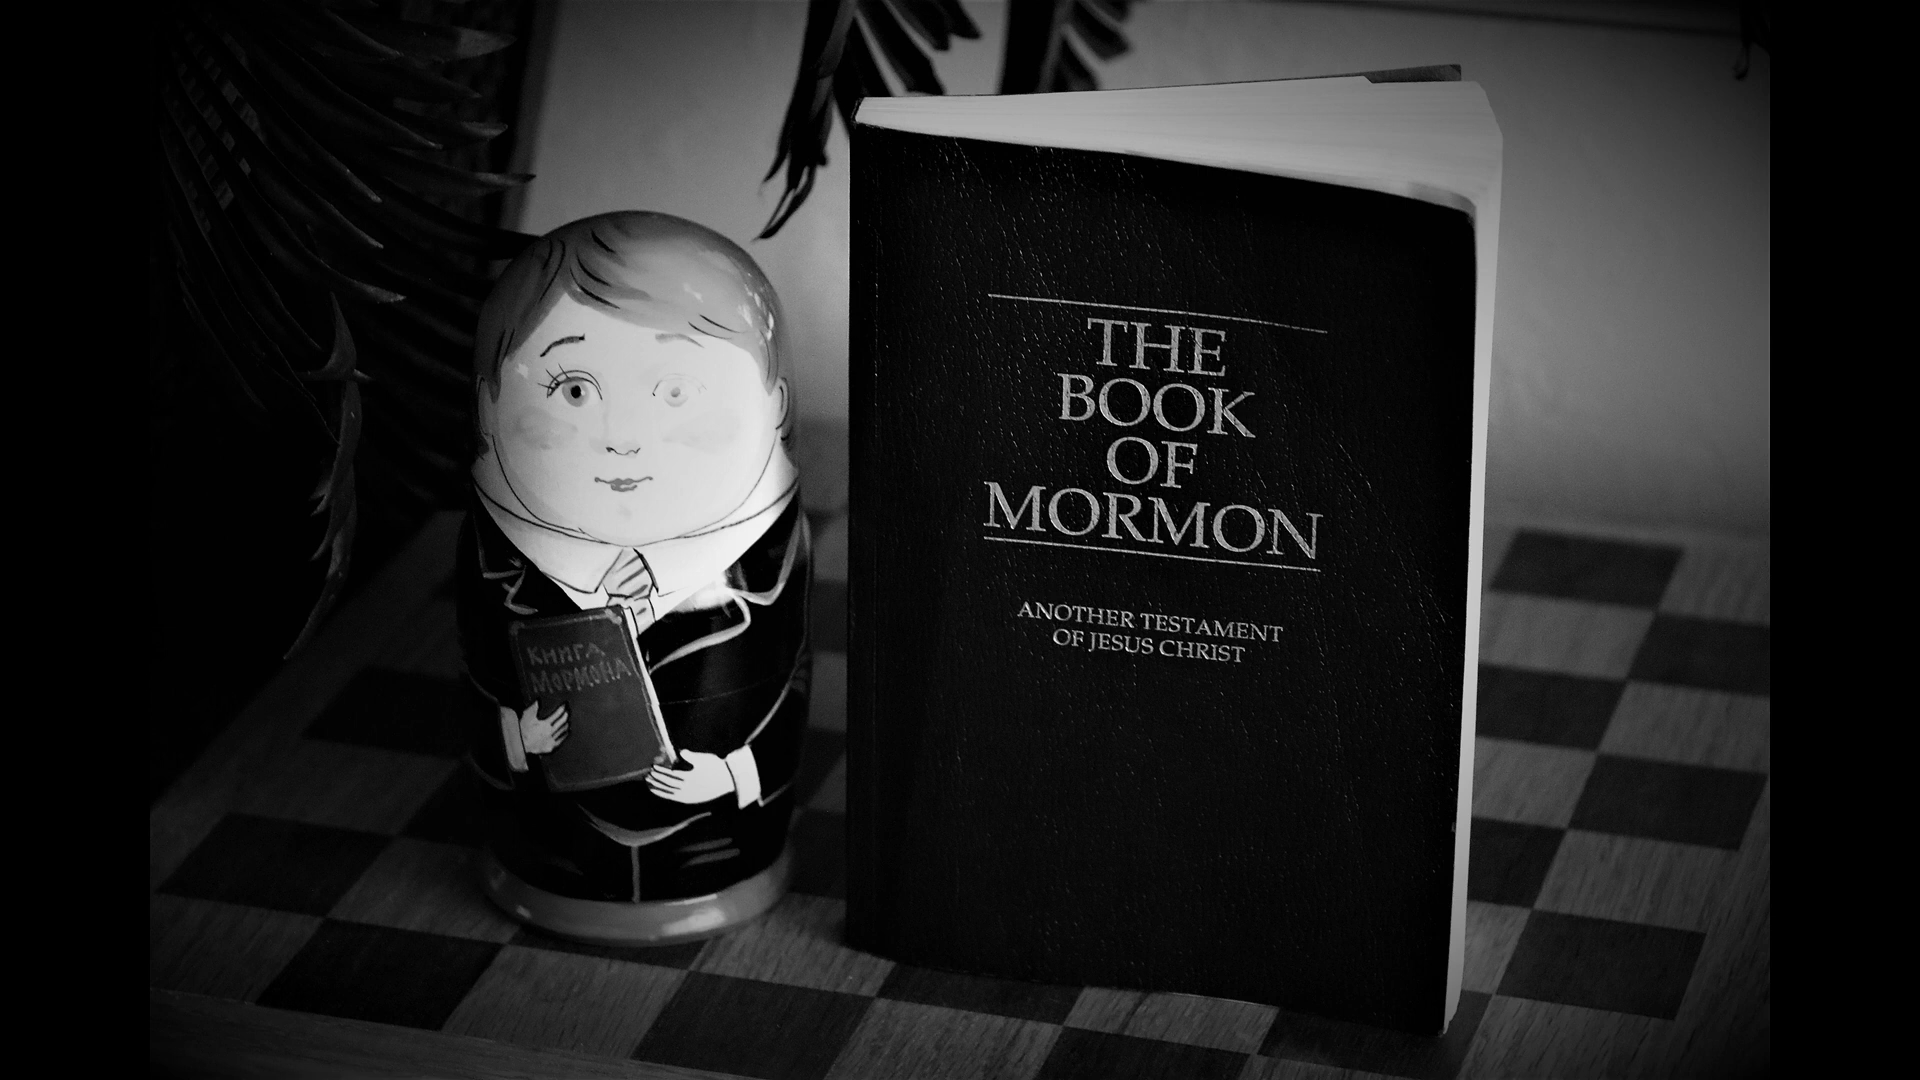 КНИГА
МОРМОНА
THE
BOOK
OF
MORMON
ANOTHER TESTAMENT
OF JESUS CHRIST